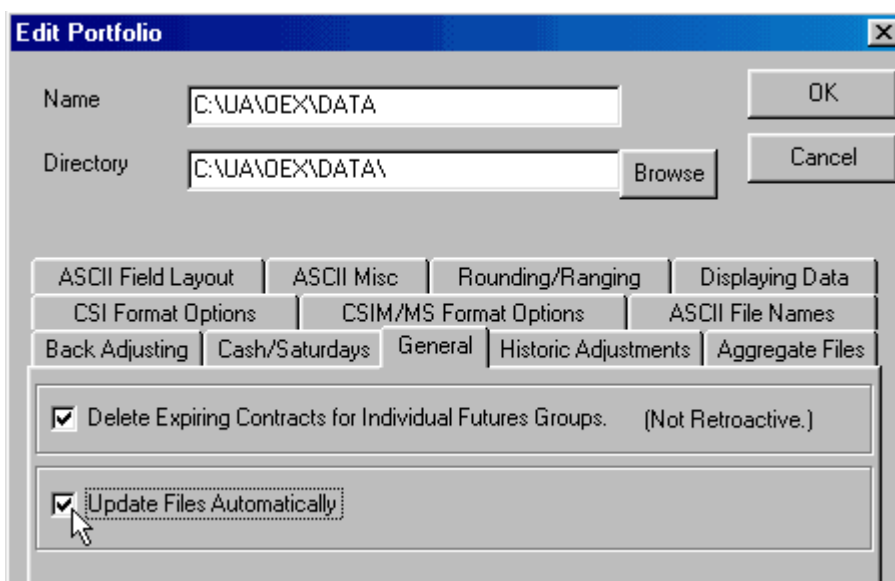 Edit Portfolio
Name C:\UA\OEX\DATA OK
Directory C:\UA\OEX\DATA\ Browse Cancel
ASCII Field Layout ASCII Misc Rounding/Ranging Displaying Data
CSI Format Options CSIM/MS Format Options ASCII File Names
Back Adjusting Cash/Saturdays General Historic Adjustments Aggregate Files
Delete Expiring Contracts for Individual Futures Groups. (Not Retroactive.)
Update Files Automatically